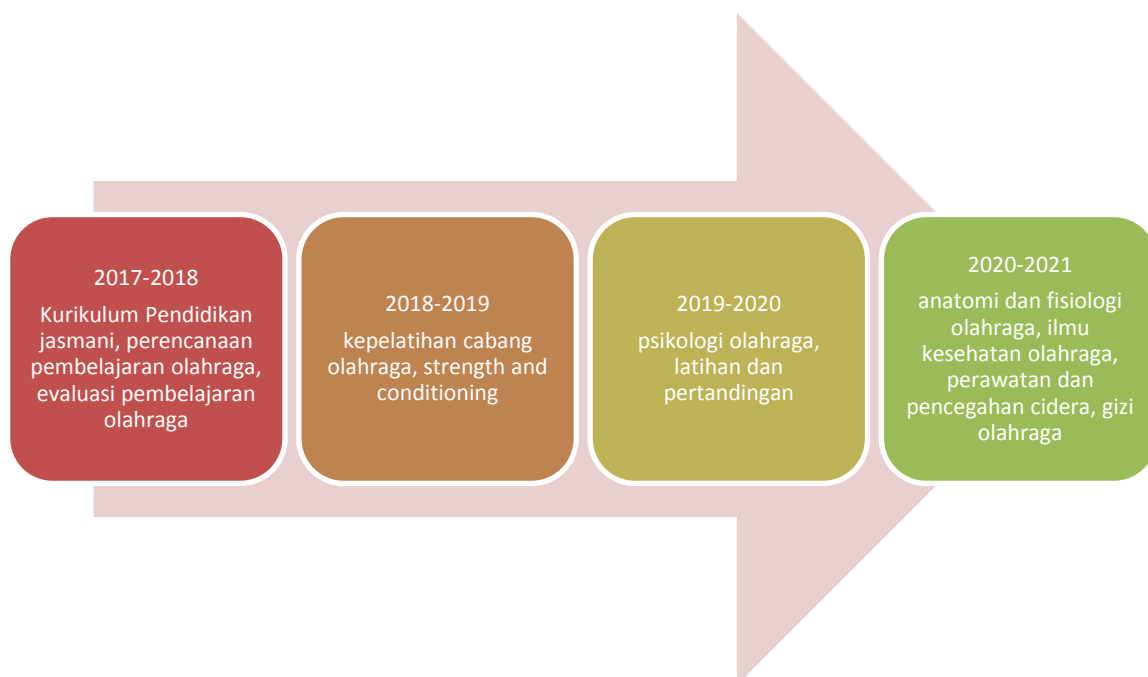 2017-2018
Kurikulum Pendidikan
jasmani, perencanaan
pembelajaran olahraga,
evaluasi pembelajaran
olahraga
2018-2019
kepelatihan cabang
olahraga, strength and
conditioning
2019-2020
psikologi olahraga,
latihan dan
pertandingan
2020-2021
anatomi dan fisiologi
olahraga, ilmu
kesehatan olahraga,
perawatan dan
pencegahan cidera, gizi
olahraga